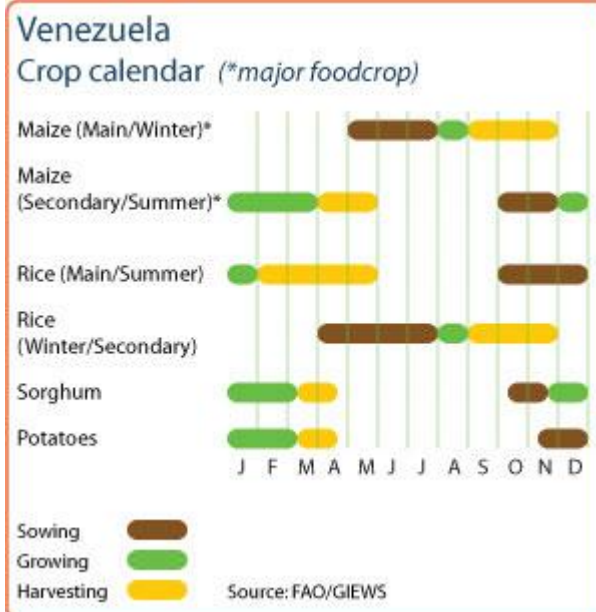 Venezuela
Crop calendar (*major foodcrop)
Maize (Main/Winter)*
Maize
(Secondary/Summer)*
Rice (Main/Summer)
Rice
(Winter/Secondary)
Sorghum
Potatoes
J F M A M J J A S O N D
Sowing
Growing
Harvesting
Source: FAO/GIEWS